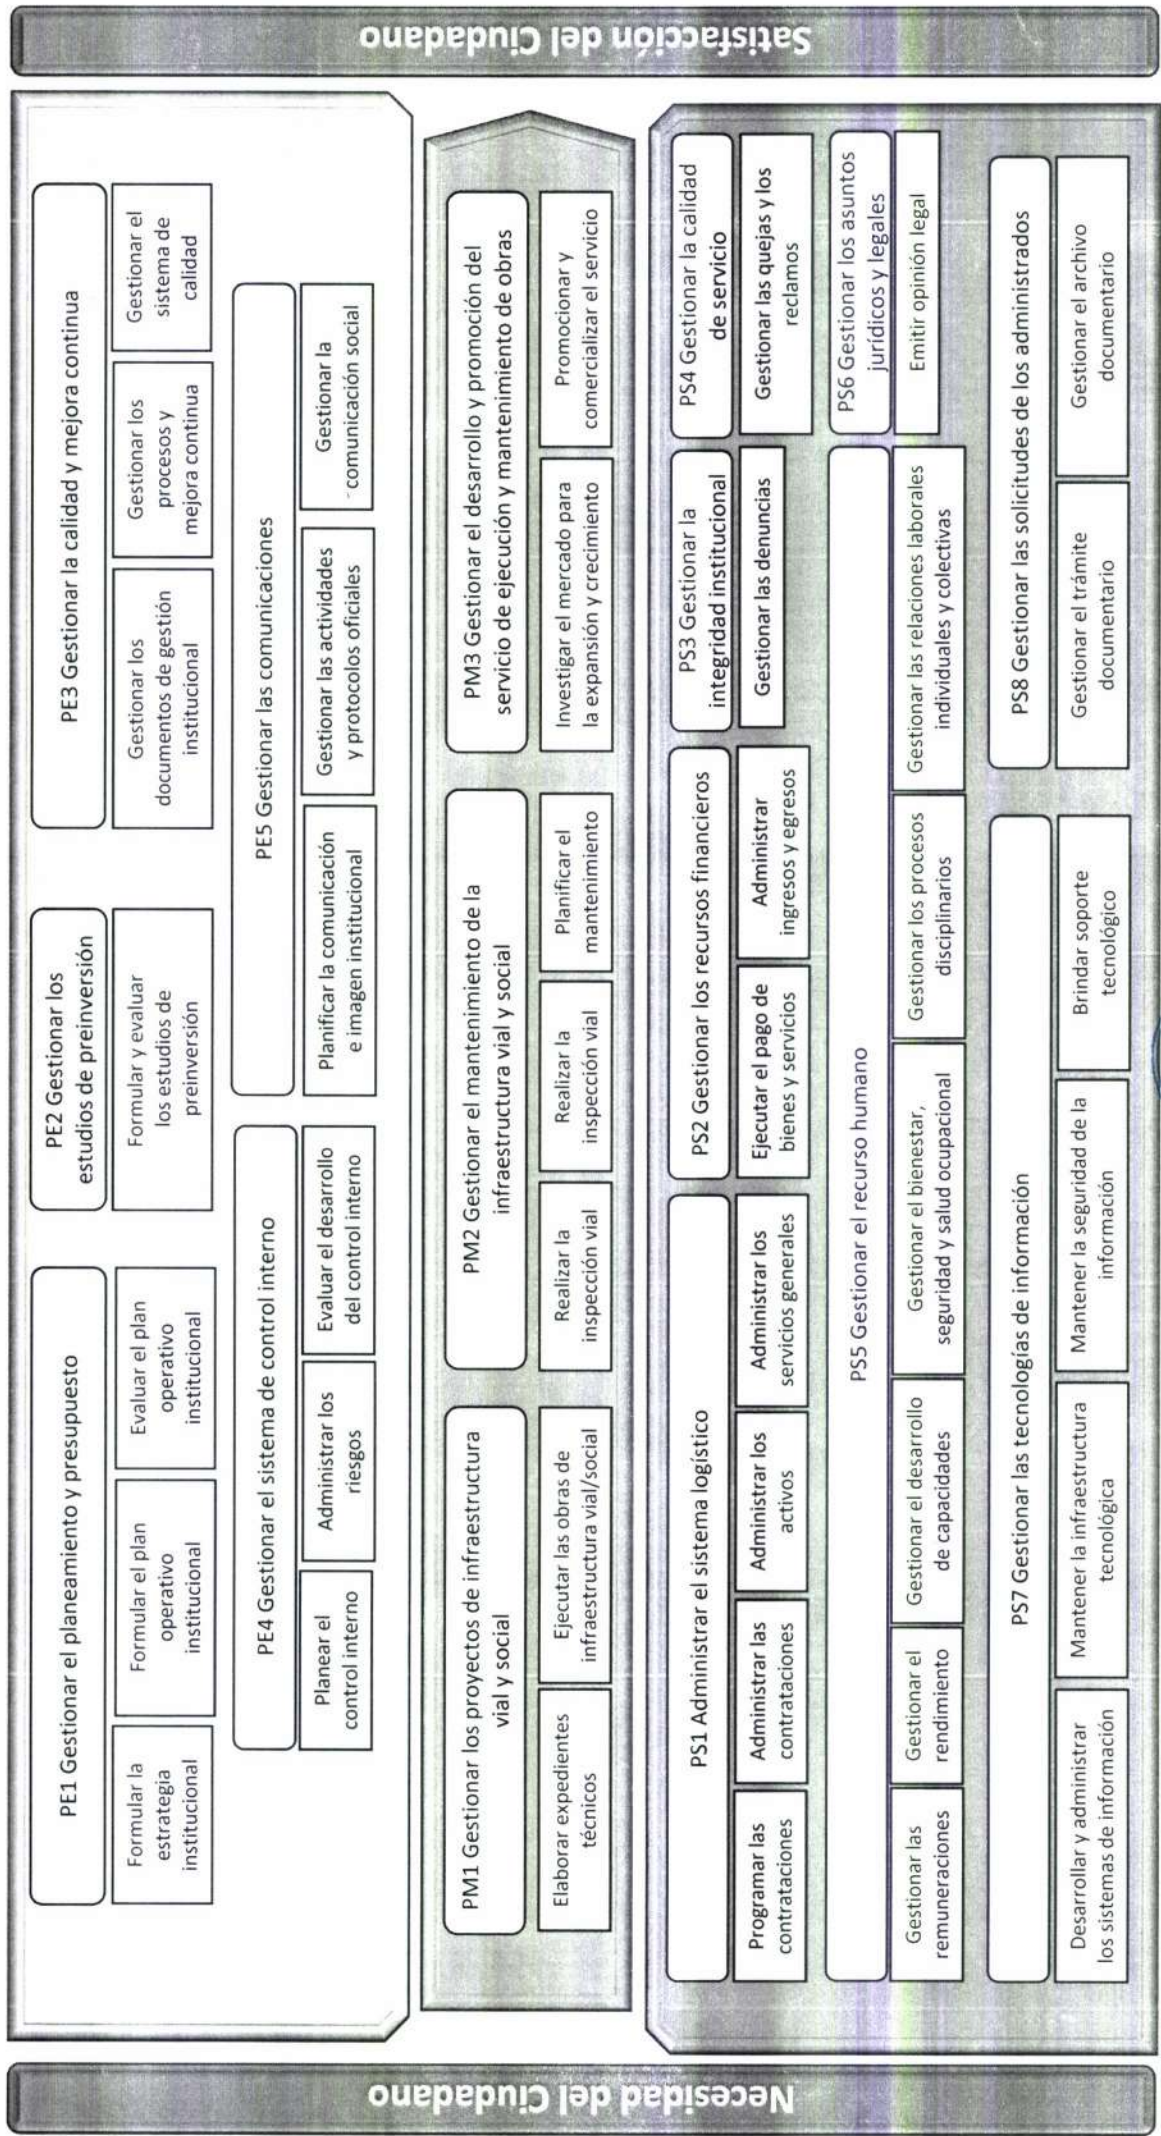 Necesidad del Ciudadano
PE1 Gestionar el planeamiento y presupuesto
Formular la
estrategia
institucional
Formular el plan
operativo
institucional
Evaluar el plan
operativo
institucional
PE2 Gestionar los
estudios de preinversión
Formular y evaluar
los estudios de
preinversión
PE3 Gestionar la calidad y mejora continua
Gestionar los
documentos de gestión
institucional
Gestionar los
procesos y
mejora continua
Gestionar el
sistema de
calidad
PE4 Gestionar el sistema de control interno
Planear el
control interno
Administrar los
riesgos
Evaluar el desarrollo
del control interno
PE5 Gestionar las comunicaciones
Planificar la comunicación
e imagen institucional
Gestionar las actividades
y protocolos oficiales
Gestionar la
comunicación social
PM1 Gestionar los proyectos de infraestructura
vial y social
Elaborar expedientes
técnicos
Ejecutar las obras de
infraestructura vial/social
PM2 Gestionar el mantenimiento de la
infraestructura vial y social
Realizar la
inspección vial
Realizar la
inspección vial
Planificar el
mantenimiento
PM3 Gestionar el desarrollo y promoción del
servicio de ejecución y mantenimiento de obras
Investigar el mercado para
la expansión y crecimiento
Promocionar y
comercializar el servicio
PS1 Administrar el sistema logístico
Programar las
contrataciones
Administrar las
contrataciones
Administrar los
activos
Administrar los
servicios generales
PS2 Gestionar los recursos financieros
Ejecutar el pago de
bienes y servicios
Administrar
ingresos y egresos
PS3 Gestionar la
integridad institucional
Gestionar las denuncias
PS4 Gestionar la calidad
de servicio
Gestionar las quejas y los
reclamos
PS5 Gestionar el recurso humano
Gestionar las
remuneraciones
Gestionar el
rendimiento
Gestionar el desarrollo
de capacidades
Gestionar el bienestar,
seguridad y salud ocupacional
Gestionar los procesos
disciplinarios
Gestionar las relaciones laborales
individuales y colectivas
PS6 Gestionar los asuntos
jurídicos y legales
Emitir opinión legal
PS7 Gestionar las tecnologías de información
Desarrollar y administrar
los sistemas de información
Mantener la infraestructura
tecnológica
Mantener la seguridad de la
información
Brindar soporte
tecnológico
PS8 Gestionar las solicitudes de los administrados
Gestionar el trámite
documentario
Gestionar el archivo
documentario
Satisfacción del Ciudadano